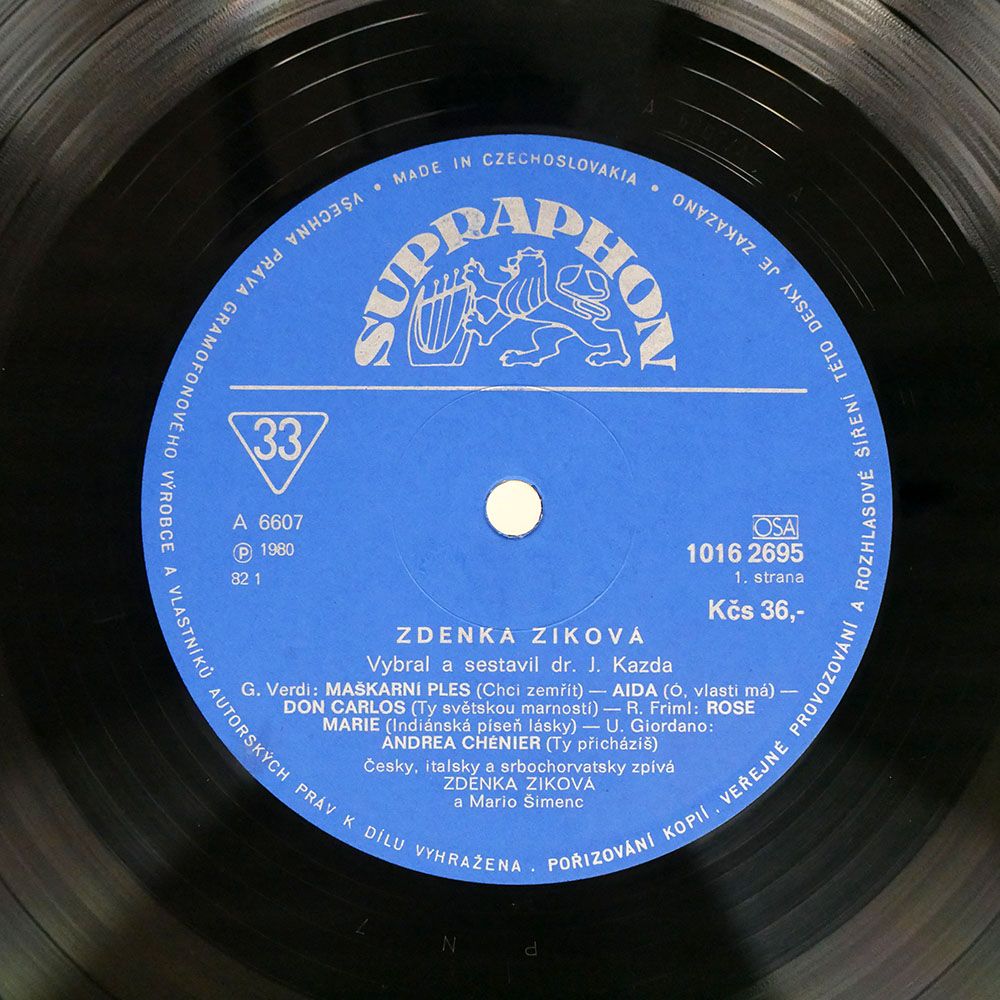 MADE IN CZECHOSLOVAKIA
SUPRAPHON
33
A 6607
Ⓟ 1980
82 1
OSA
1016 2695
1. strana
Kčs 36,-
ZDENKA ZIKOVÁ
Vybral a sestavil dr. J. Kazda
G. Verdi: MAŠKARNÍ PLES (Chci zemřít) — AIDA (Ó, vlasti má) —
DON CARLOS (Ty světskou marností) — R. Friml: ROSE
MARIE (Indiánská píseň lásky) — U. Giordano:
ANDREA CHÉNIER (Ty přicházíš)
Česky, italsky a srbochorvatsky zpívá
ZDENKA ZIKOVÁ
a Mario Šimenc
VŠECHNA PRÁVA GRAMOFONOVÉHO VÝROBCE A VLASTNÍKŮ AUTORSKÝCH PRÁV K DÍLU VYHRAŽENA . POŘIZOVÁNÍ KOPIÍ . VEŘEJNÉ PROVOZOVÁNÍ A ROZHLASOVÉ ŠÍŘENÍ TÉTO DESKY JE ZAKÁZÁNO
P N 7